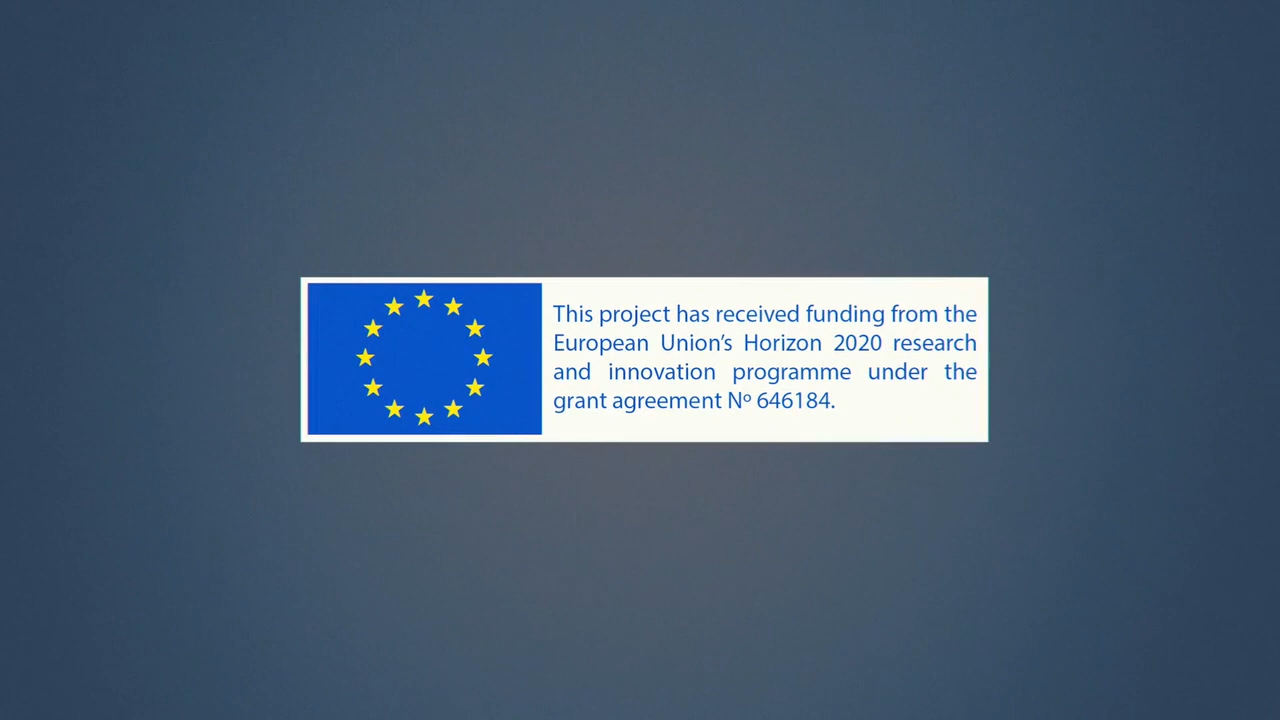 This project has received funding from the
European Union's Horizon 2020 research
and innovation programme under the
grant agreement Nº 646184.